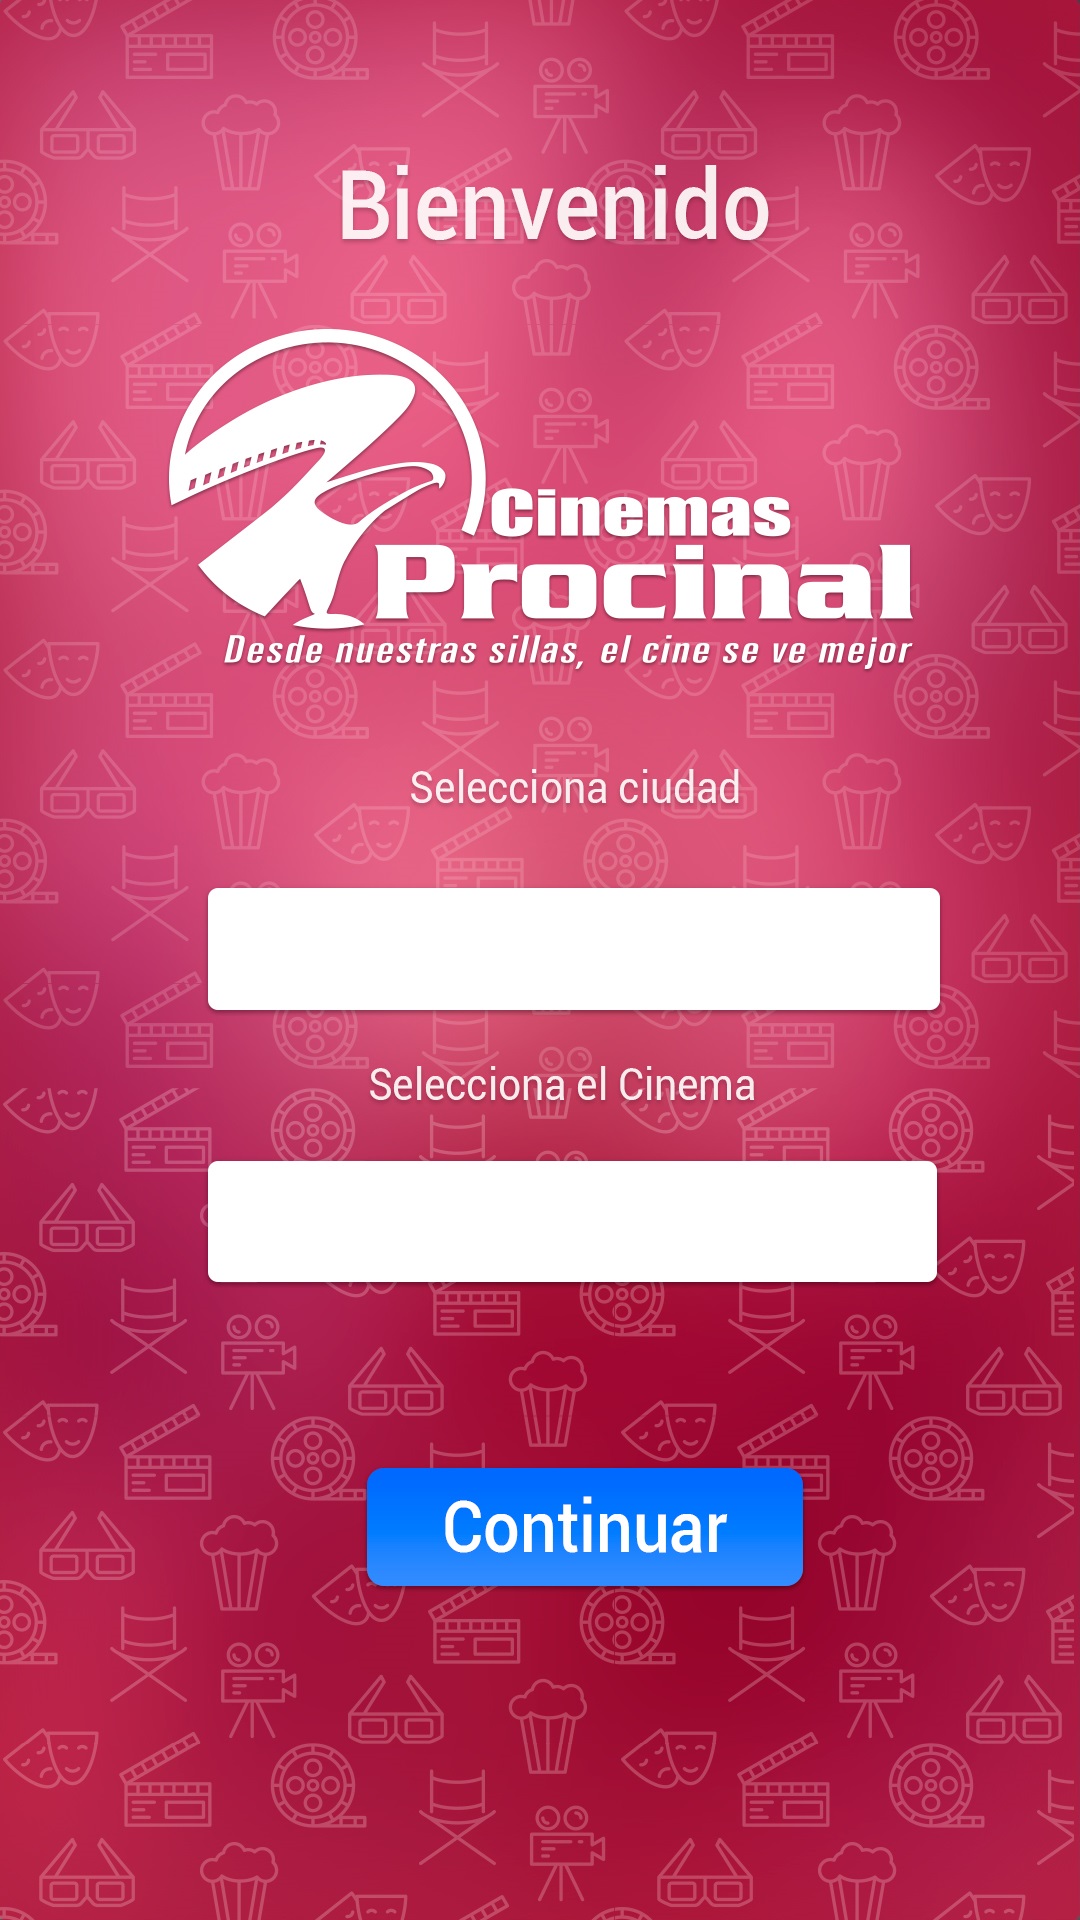 Bienvenido
Cinemas
Procinal
Desde nuestras sillas, el cine se ve mejor
Selecciona ciudad
Selecciona el Cinema
Continuar